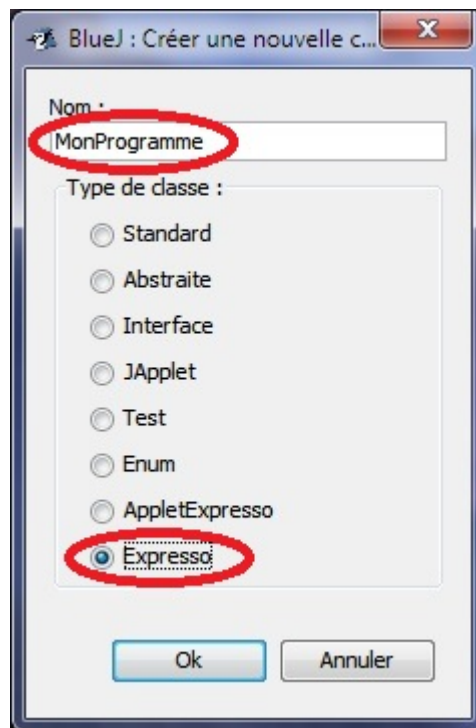 BlueJ : Créer une nouvelle c...
Nom :
MonProgramme
Type de classe :
Standard
Abstraite
Interface
JApplet
Test
Enum
AppletExpresso
Expresso
Ok Annuler